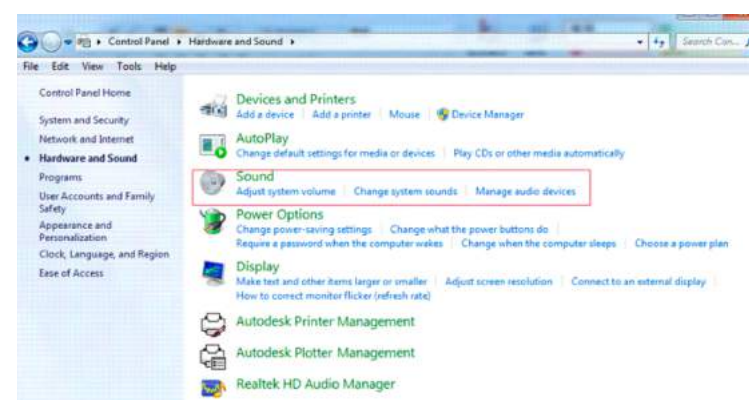 Control Panel ▸ Hardware and Sound ▸
Search Con...
File Edit View Tools Help
Control Panel Home
System and Security
Network and Internet
Hardware and Sound
Programs
User Accounts and Family
Safety
Appearance and
Personalization
Clock, Language, and Region
Ease of Access
Devices and Printers
Add a device Add a printer Mouse Device Manager
AutoPlay
Change default settings for media or devices Play CDs or other media automatically
Sound
Adjust system volume Change system sounds Manage audio devices
Power Options
Change power-saving settings Change what the power buttons do
Require a password when the computer wakes Change when the computer sleeps Choose a power plan
Display
Make text and other items larger or smaller Adjust screen resolution Connect to an external display
How to correct monitor flicker (refresh rate)
Autodesk Printer Management
Autodesk Plotter Management
Realtek HD Audio Manager